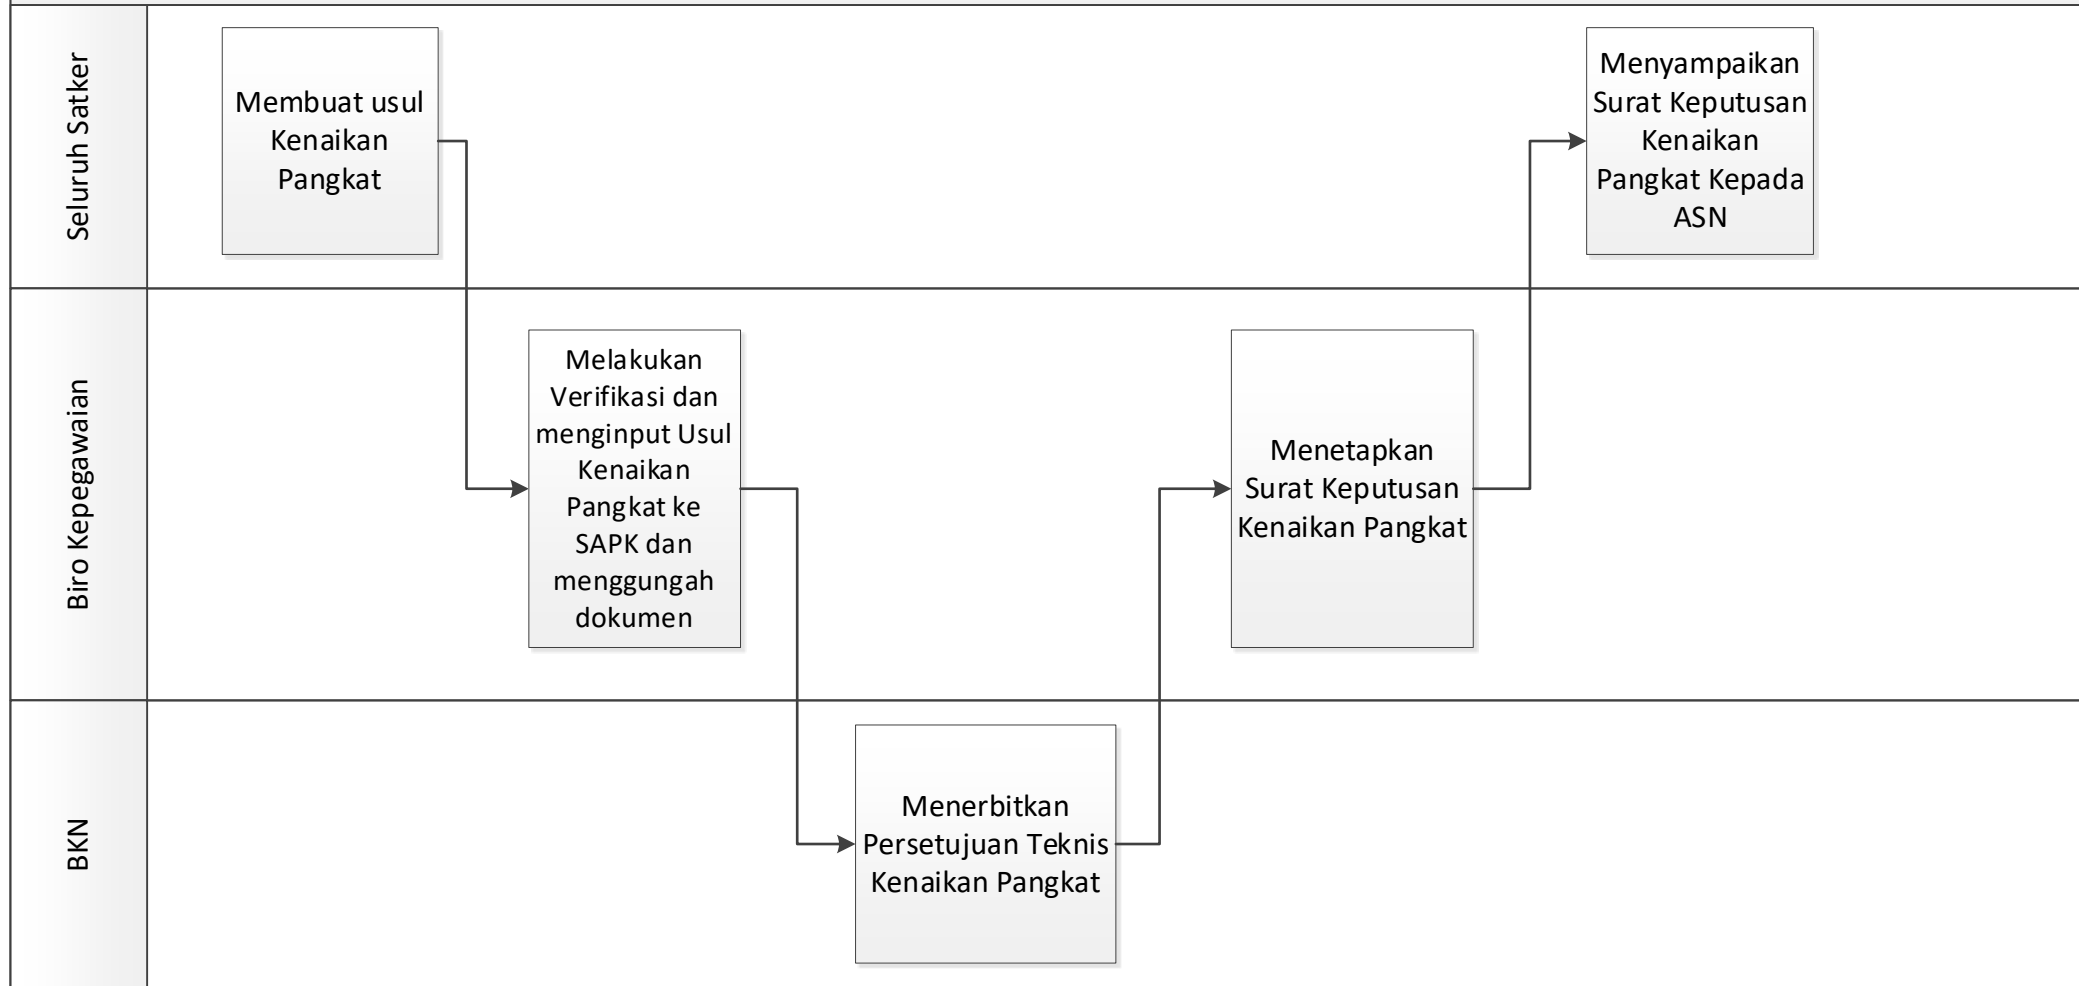 Seluruh Satker
Membuat usul
Kenaikan
Pangkat
Menyampaikan
Surat Keputusan
Kenaikan
Pangkat Kepada
ASN
Biro Kepegawaian
Melakukan
Verifikasi dan
menginput Usul
Kenaikan
Pangkat ke
SAPK dan
menggungah
dokumen
Menetapkan
Surat Keputusan
Kenaikan Pangkat
BKN
Menerbitkan
Persetujuan Teknis
Kenaikan Pangkat